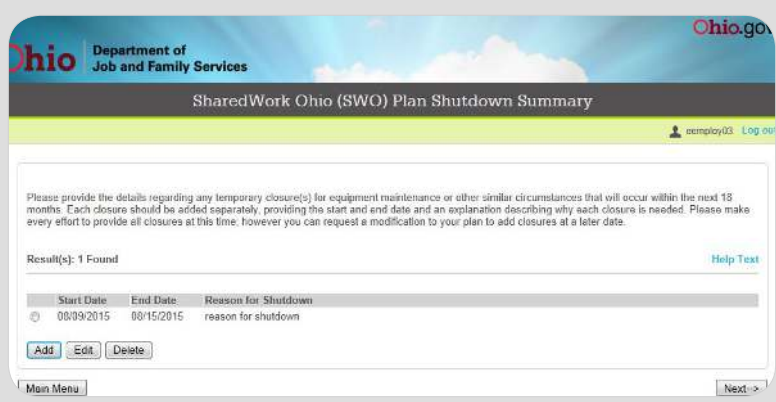 Ohio.gov
Ohio Department of
Job and Family Services
SharedWork Ohio (SWO) Plan Shutdown Summary
eemploy03 Log out
Please provide the details regarding any temporary closure(s) for equipment maintenance or other similar circumstances that will occur within the next 18
months. Each closure should be added separately, providing the start and end date and an explanation describing why each closure is needed. Please make
every effort to provide all closures at this time; however you can request a modification to your plan to add closures at a later date.
Result(s): 1 Found Help Text
Start Date End Date Reason for Shutdown
08/09/2015 08/15/2015 reason for shutdown
Add Edit Delete
Main Menu Next-->